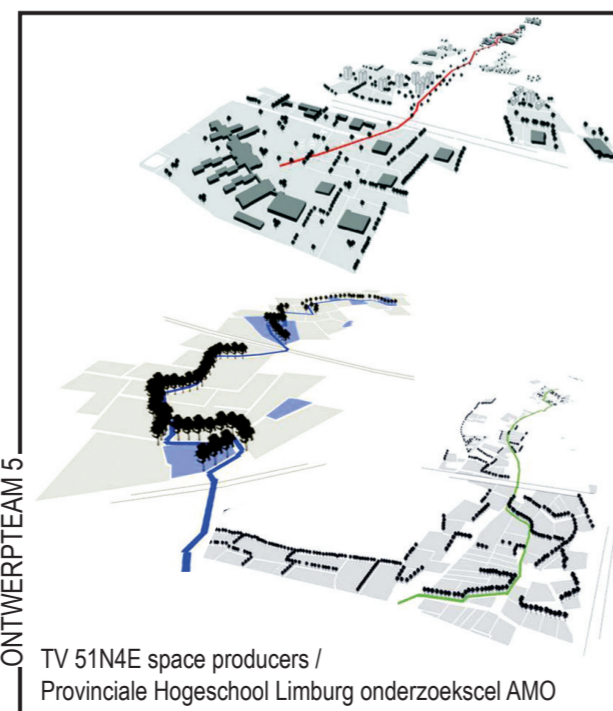 ONTWERPTEAM 5
TV 51N4E space producers /
Provinciale Hogeschool Limburg onderzoekscel AMO